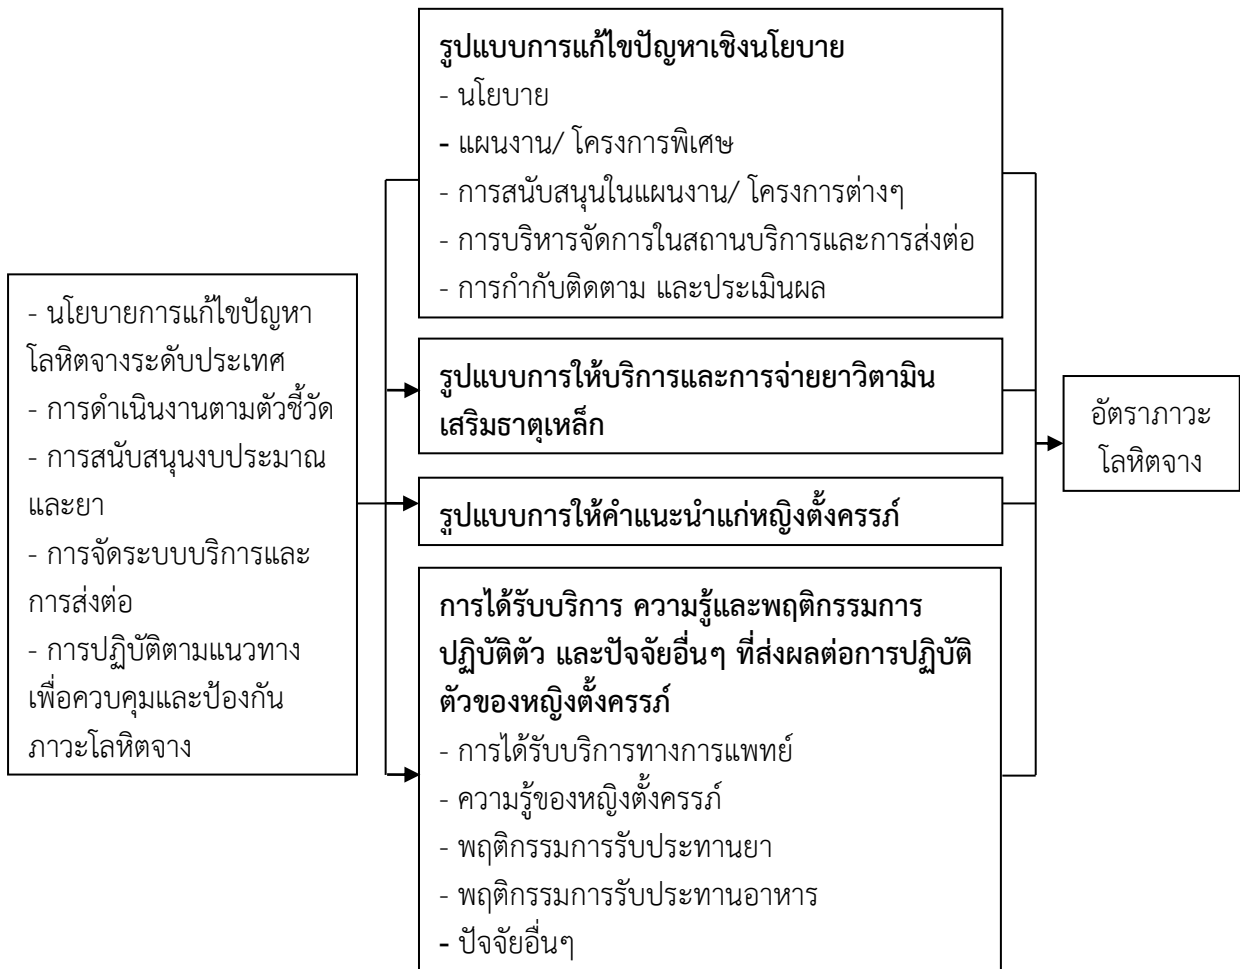 รูปแบบการแก้ไขปัญหาเชิงนโยบาย
- นโยบาย
- แผนงาน/ โครงการพิเศษ
- การสนับสนุนในแผนงาน/ โครงการต่างๆ
- การบริหารจัดการในสถานบริการและการส่งต่อ
- การกำกับติดตาม และประเมินผล
- นโยบายการแก้ไขปัญหา
โลหิตจางระดับประเทศ
- การดำเนินงานตามตัวชี้วัด
- การสนับสนุนงบประมาณ
และยา
- การจัดระบบบริการและ
การส่งต่อ
- การปฏิบัติตามแนวทาง
เพื่อควบคุมและป้องกัน
ภาวะโลหิตจาง
รูปแบบการให้บริการและการจ่ายยาวิตามิน
เสริมธาตุเหล็ก
รูปแบบการให้คำแนะนำแก่หญิงตั้งครรภ์
การได้รับบริการ ความรู้และพฤติกรรมการ
ปฏิบัติตัว และปัจจัยอื่นๆ ที่ส่งผลต่อการปฏิบัติ
ตัวของหญิงตั้งครรภ์
- การได้รับบริการทางการแพทย์
- ความรู้ของหญิงตั้งครรภ์
- พฤติกรรมการรับประทานยา
- พฤติกรรมการรับประทานอาหาร
- ปัจจัยอื่นๆ
อัตราภาวะ
โลหิตจาง